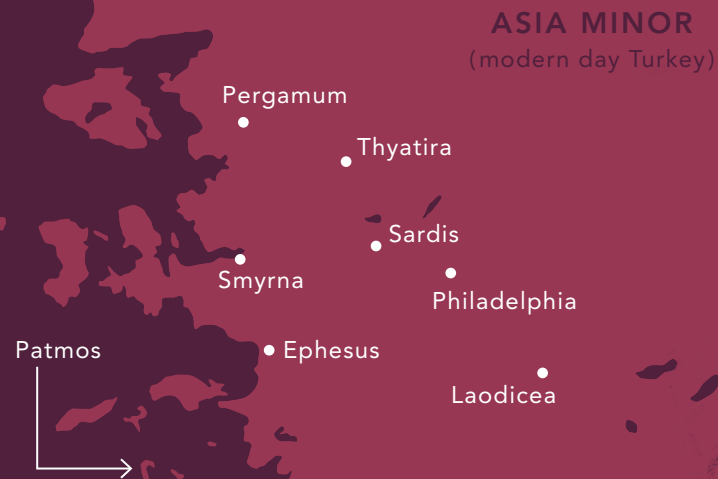 ASIA MINOR
(modern day Turkey)
Pergamum
Thyatira
Sardis
Smyrna
Philadelphia
Patmos
Ephesus
Laodicea